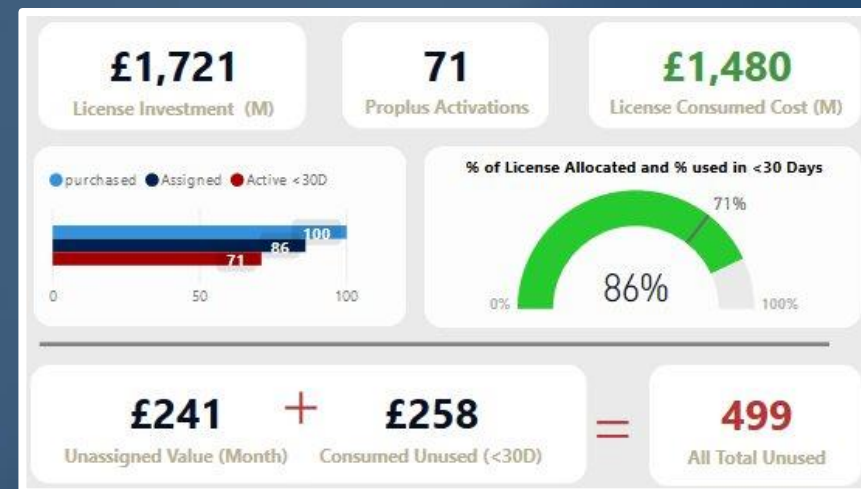 £1,721
License Investment (M)
71
Proplus Activations
£1,480
License Consumed Cost (M)
purchased Assigned Active <30D
100
86
71
0 50 100
% of License Allocated and % used in <30 Days
71%
86%
0% 100%
£241 + £258 = 499
Unassigned Value (Month) Consumed Unused (<30D) All Total Unused